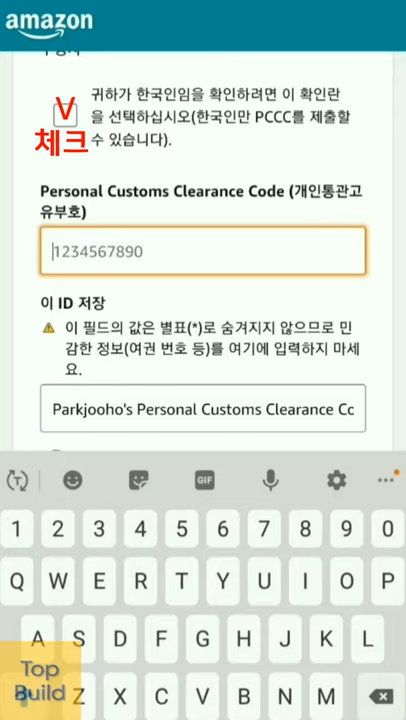 amazon
귀하가 한국인임을 확인하려면 이 확인란
V
을 선택하십시오(한국인만 PCCC를 제출할
체크
수 있습니다).
Personal Customs Clearance Code (개인통관고
유부호)
1234567890
이 ID 저장
이 필드의 값은 별표(*)로 숨겨지지 않으므로 민
감한 정보(여권 번호 등)를 여기에 입력하지 마세
요.
Parkjooho's Personal Customs Clearance Cc
T GIF
1 2 3 4 5 6 7 8 9 0
Q W E R T Y U I O P
A S D F G H J K L
Top
Build
Z X C V B N M